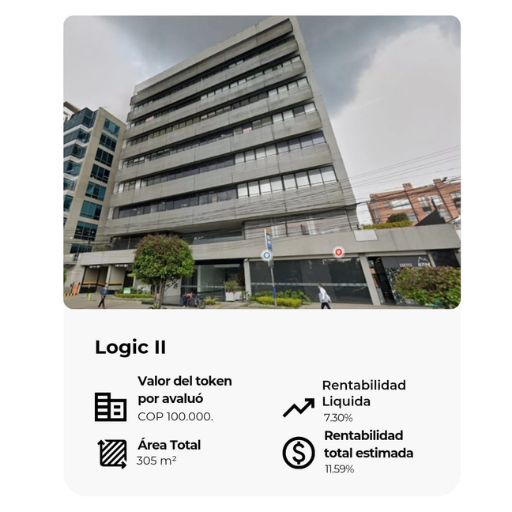 Logic II
Valor del token
por avaluó
COP 100.000.
Rentabilidad
Liquida
7.30%
Área Total
305 m²
Rentabilidad
total estimada
11.59%